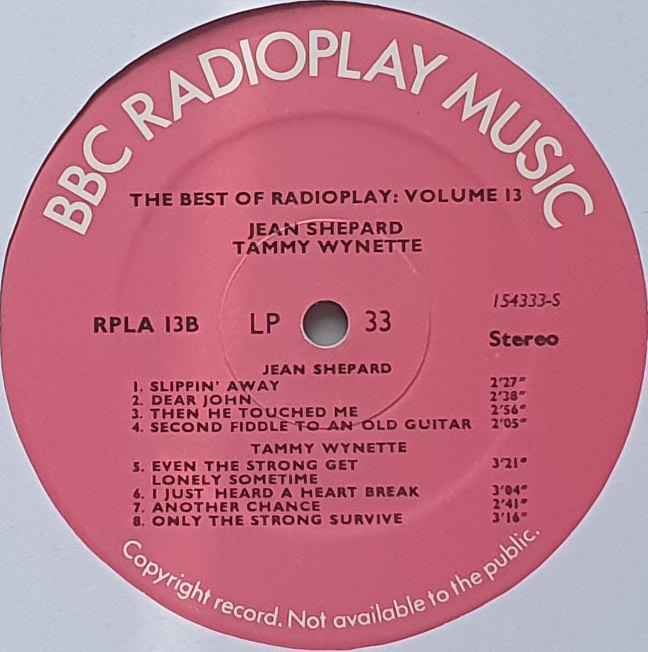 BBC RADIOPLAY MUSIC
THE BEST OF RADIOPLAY: VOLUME 13
JEAN SHEPARD
TAMMY WYNETTE
154333-S
RPLA 13B LP 33
Stereo
JEAN SHEPARD
1. SLIPPIN' AWAY 2'27"
2. DEAR JOHN 2'38"
3. THEN HE TOUCHED ME 2'56"
4. SECOND FIDDLE TO AN OLD GUITAR 2'05"
TAMMY WYNETTE
5. EVEN THE STRONG GET 3'21"
LONELY SOMETIME
6. I JUST HEARD A HEART BREAK 3'04"
7. ANOTHER CHANCE 2'41"
8. ONLY THE STRONG SURVIVE 3'16"
Copyright record. Not available to the public.